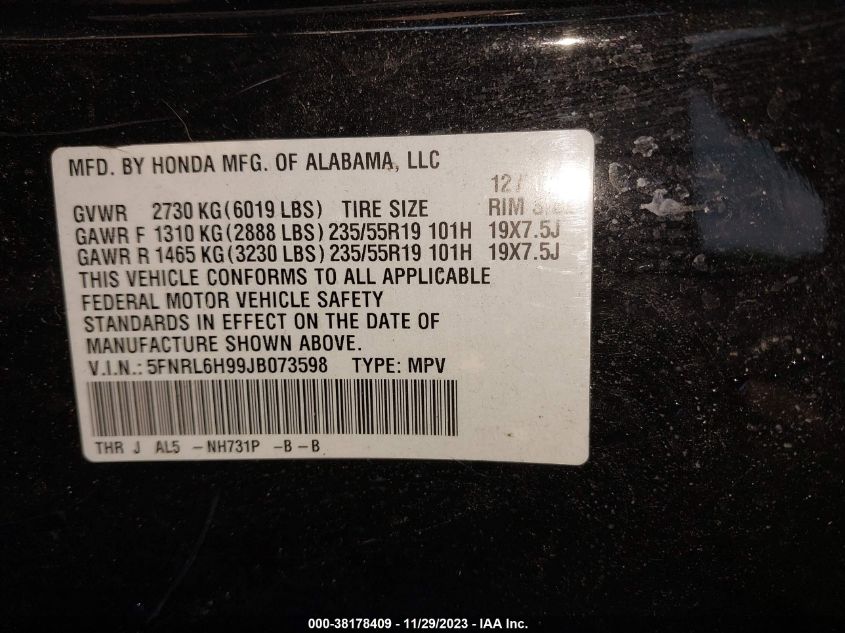 MFD. BY HONDA MFG. OF ALABAMA, LLC
12/
GVWR 2730 KG(6019 LBS) TIRE SIZE RIM
GAWR F 1310 KG(2888 LBS) 235/55R19 101H 19X7.5J
GAWR R 1465 KG(3230 LBS) 235/55R19 101H 19X7.5J
THIS VEHICLE CONFORMS TO ALL APPLICABLE
FEDERAL MOTOR VEHICLE SAFETY
STANDARDS IN EFFECT ON THE DATE OF
MANUFACTURE SHOWN ABOVE.
V.I.N.: 5FNRL6H99JB073598 TYPE: MPV
THR J AL5 -NH731P -B-B
000-38178409 - 11/29/2023 - IAA Inc.